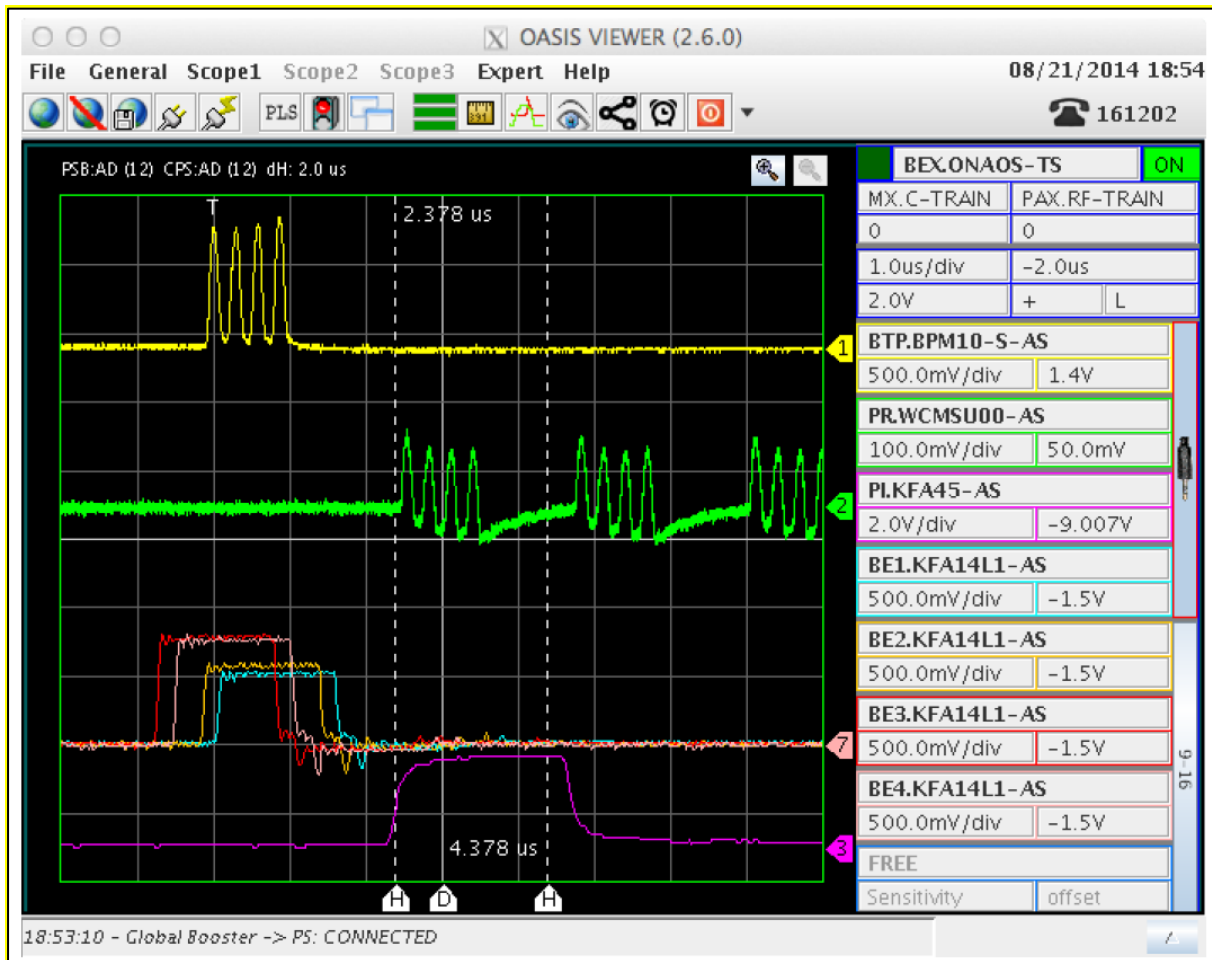 OASIS VIEWER (2.6.0)
File General Scope1 Scope2 Scope3 Expert Help 08/21/2014 18:54
PLS 161202
PSB:AD (12) CPS:AD (12) dH: 2.0 us
T
2.378 us
1
2
7
4.378 us
3
H D H
BEX.ONAOS-TS ON
MX.C-TRAIN PAX.RF-TRAIN
0 0
1.0us/div -2.0us
2.0V + L
BTP.BPM10-S-AS
500.0mV/div 1.4V
PR.WCMSU00-AS
100.0mV/div 50.0mV
PI.KFA45-AS
2.0V/div -9.007V
BE1.KFA14L1-AS
500.0mV/div -1.5V
BE2.KFA14L1-AS
500.0mV/div -1.5V
BE3.KFA14L1-AS
500.0mV/div -1.5V
BE4.KFA14L1-AS
500.0mV/div -1.5V
FREE
Sensitivity offset
9-16
18:53:10 - Global Booster -> PS: CONNECTED